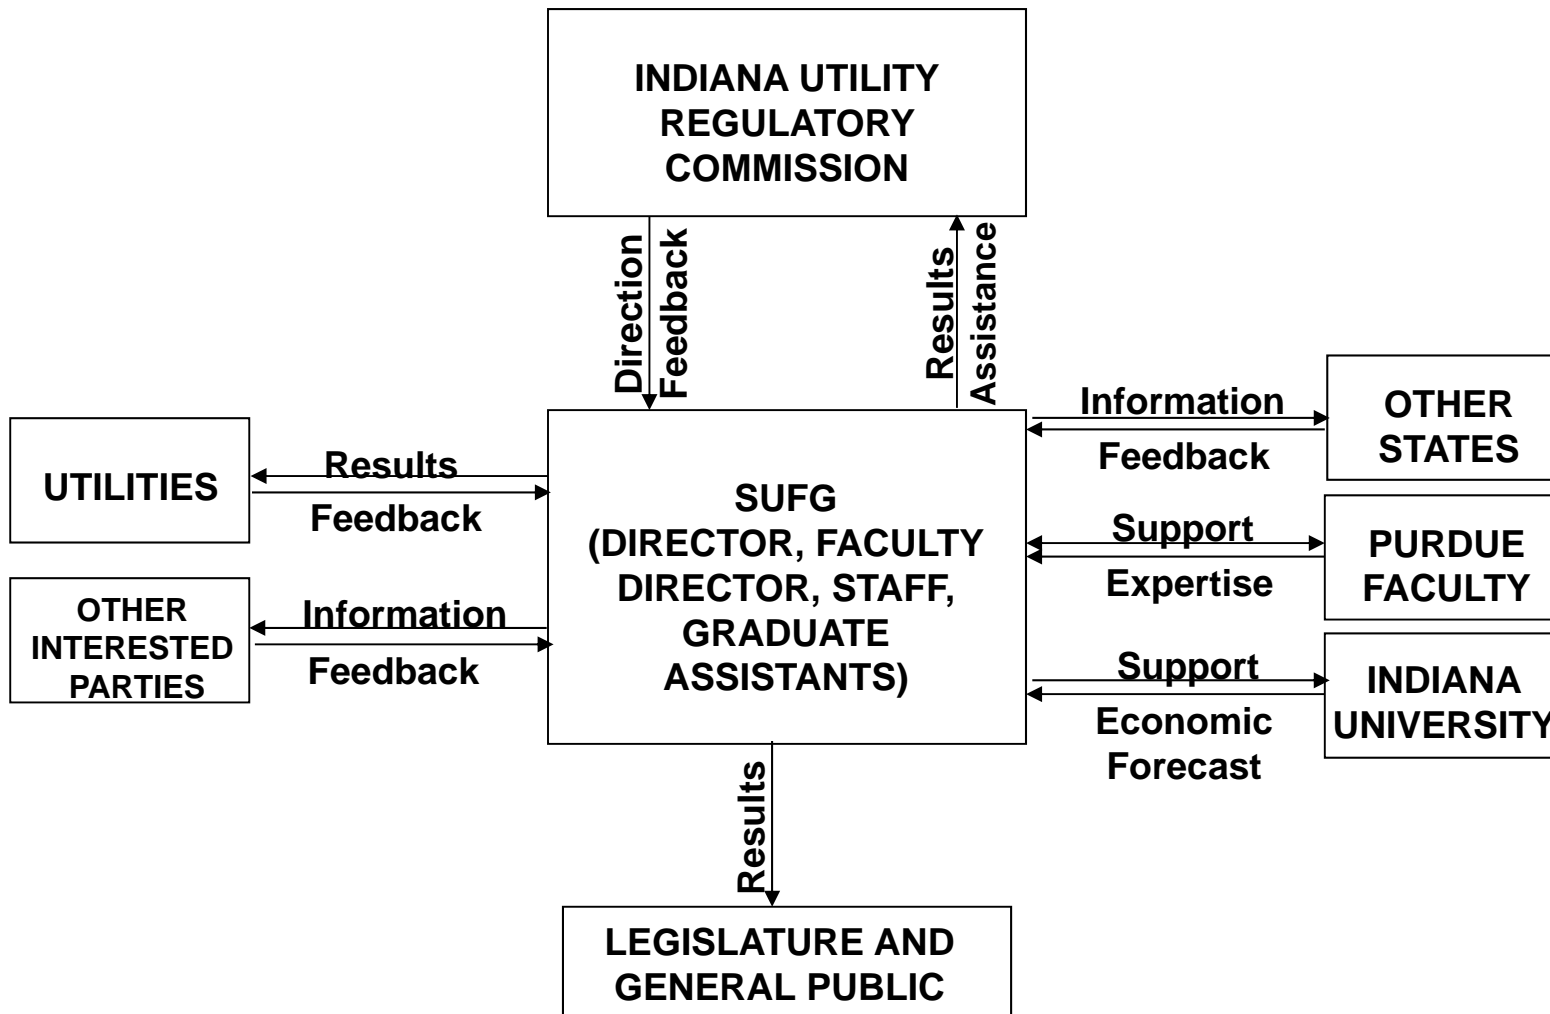 INDIANA UTILITY
REGULATORY
COMMISSION
Direction
Feedback
Results
Assistance
UTILITIES
Results
Feedback
OTHER
INTERESTED
PARTIES
Information
Feedback
SUFG
(DIRECTOR, FACULTY
DIRECTOR, STAFF,
GRADUATE
ASSISTANTS)
Information
Feedback
OTHER
STATES
Support
Expertise
PURDUE
FACULTY
Support
Economic
Forecast
INDIANA
UNIVERSITY
Results
LEGISLATURE AND
GENERAL PUBLIC